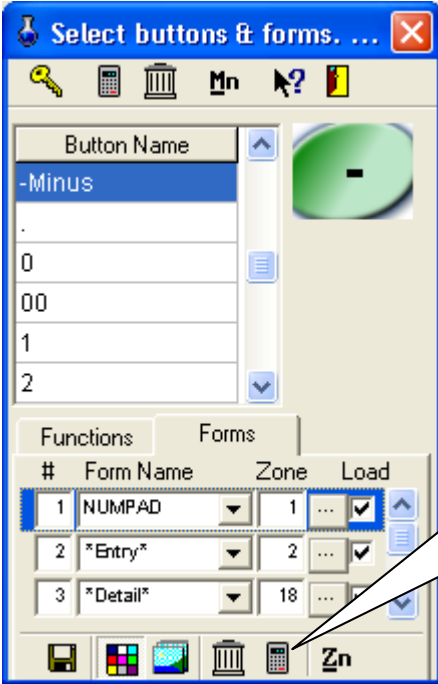 Select buttons & forms. ...
Mn ?
Button Name
-Minus
-
.
0
00
1
2
Functions Forms
# Form Name Zone Load
1 NUMPAD 1 ...
2 *Entry* 2 ...
3 *Detail* 18 ...
Zn